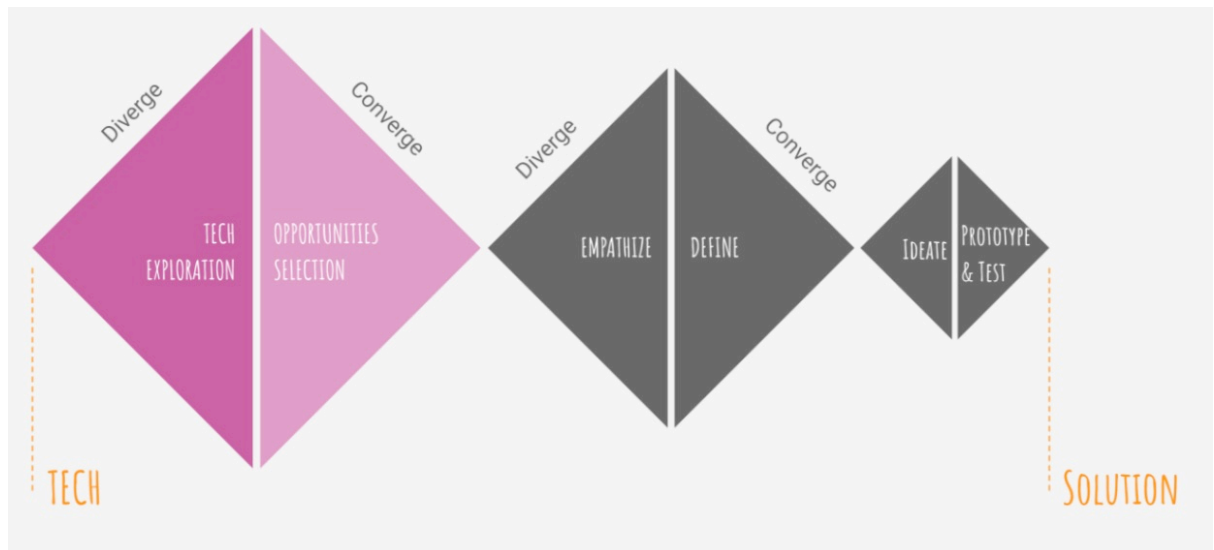 Diverge
Converge
TECH
EXPLORATION
OPPORTUNITIES
SELECTION
Diverge
Converge
EMPATHIZE
DEFINE
IDEATE
PROTOTYPE
& TEST
TECH
SOLUTION